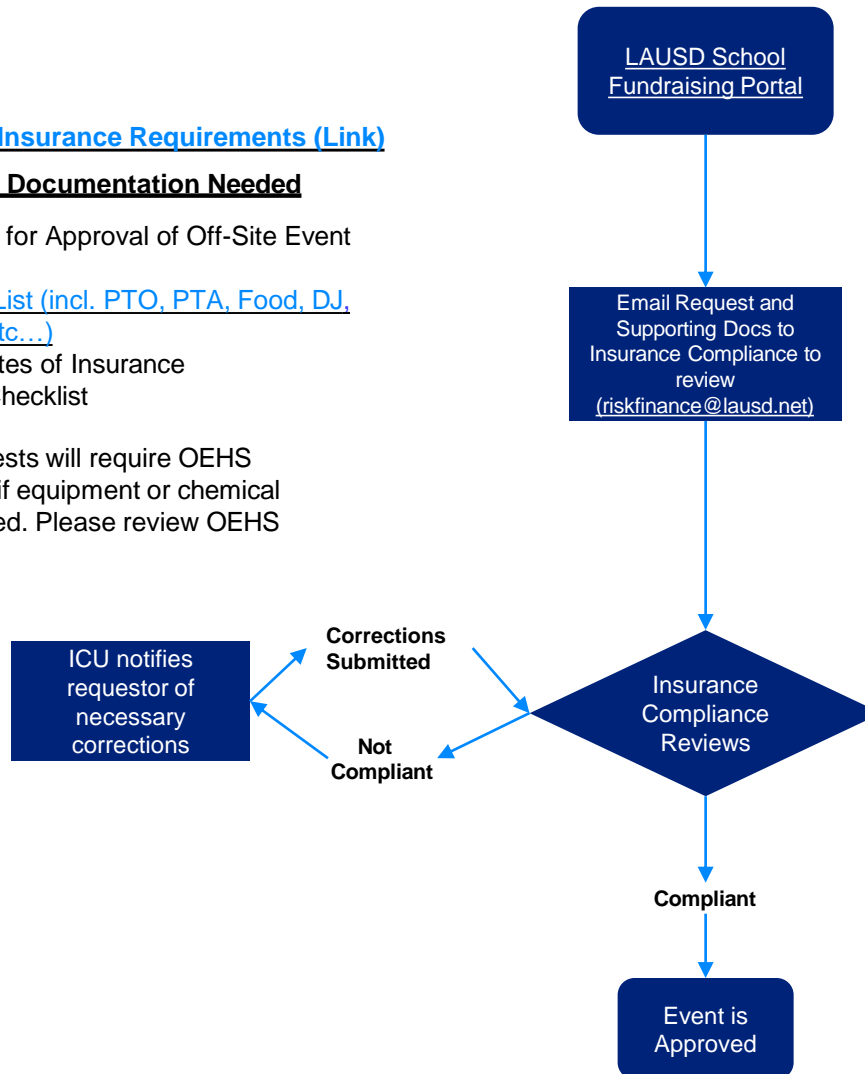 LAUSD School
Fundraising Portal
Insurance Requirements (Link)
Documentation Needed
for Approval of Off-Site Event
List (incl. PTO, PTA, Food, DJ,
tc…)
tes of Insurance
Checklist
ests will require OEHS
if equipment or chemical
ed. Please review OEHS
Email Request and
Supporting Docs to
Insurance Compliance to
review
(riskfinance@lausd.net)
ICU notifies
requestor of
necessary
corrections
Corrections
Submitted
Not
Compliant
Insurance
Compliance
Reviews
Compliant
Event is
Approved